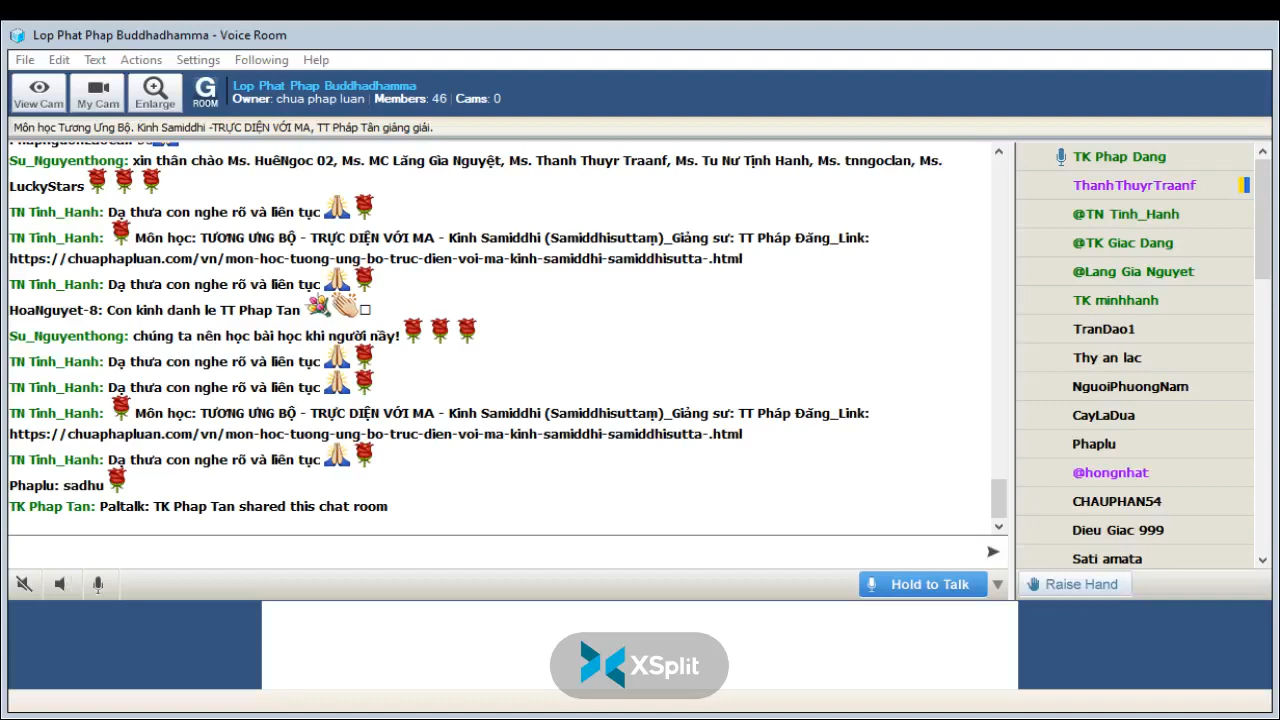 Lop Phat Phap Buddhadhamma - Voice Room
File Edit Text Actions Settings Following Help
View Cam My Cam Enlarge G ROOM
Lop Phat Phap Buddhadhamma
Owner: chua phap luan | Members: 46 | Cams: 0
Môn học Tương Ưng Bộ. Kinh Samiddhi -TRỰC DIỆN VỚI MA, TT Pháp Tân giảng giải.
Su_Nguyenthong: xin thân chào Ms. HuêNgoc 02, Ms. MC Lăng Gia Nguyệt, Ms. Thanh Thuyr Traanf, Ms. Tu Nư Tịnh Hanh, Ms. tnngoclan, Ms.
LuckyStars
TN Tinh_Hanh: Dạ thưa con nghe rõ và liên tục
TN Tinh_Hanh: Môn học: TƯƠNG ƯNG BỘ - TRỰC DIỆN VỚI MA - Kinh Samiddhi (Samiddhisuttaṃ)_Giảng sư: TT Pháp Đăng_Link:
https://chuaphapluan.com/vn/mon-hoc-tuong-ung-bo-truc-dien-voi-ma-kinh-samiddhi-samiddhisutta-.html
TN Tinh_Hanh: Dạ thưa con nghe rõ và liên tục
HoaNguyet-8: Con kinh danh le TT Phap Tan
Su_Nguyenthong: chúng ta nên học bài học khi người nầy!
TN Tinh_Hanh: Dạ thưa con nghe rõ và liên tục
TN Tinh_Hanh: Dạ thưa con nghe rõ và liên tục
TN Tinh_Hanh: Môn học: TƯƠNG ƯNG BỘ - TRỰC DIỆN VỚI MA - Kinh Samiddhi (Samiddhisuttaṃ)_Giảng sư: TT Pháp Đăng_Link:
https://chuaphapluan.com/vn/mon-hoc-tuong-ung-bo-truc-dien-voi-ma-kinh-samiddhi-samiddhisutta-.html
TN Tinh_Hanh: Dạ thưa con nghe rõ và liên tục
Phaplu: sadhu
TK Phap Tan: Paltalk: TK Phap Tan shared this chat room
Hold to Talk
TK Phap Dang
ThanhThuyrTraanf
@TN Tinh_Hanh
@TK Giac Dang
@Lang Gia Nguyet
TK minhhanh
TranDao1
Thy an lac
NguoiPhuongNam
CayLaDua
Phaplu
@hongnhat
CHAUPHAN54
Dieu Giac 999
Sati amata
Raise Hand
XSplit